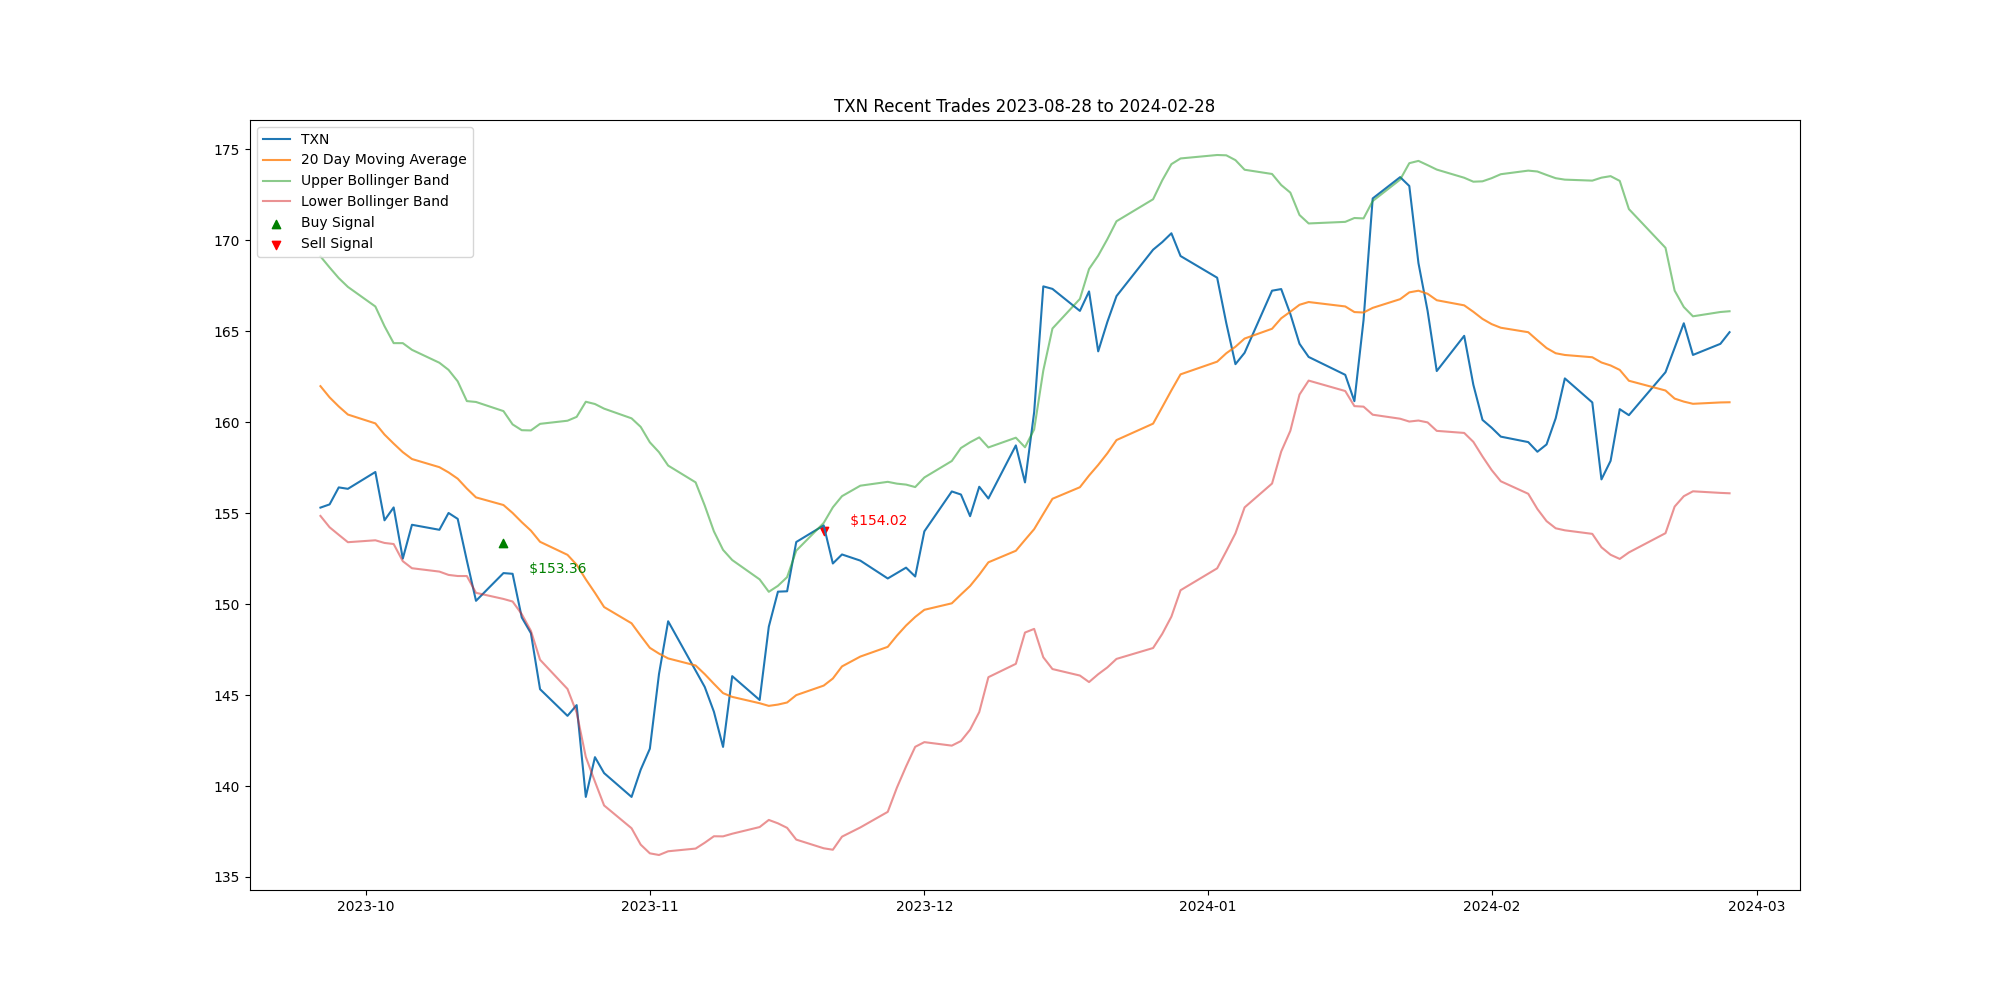 TXN Recent Trades 2023-08-28 to 2024-02-28
TXN
20 Day Moving Average
Upper Bollinger Band
Lower Bollinger Band
Buy Signal
Sell Signal
175
170
165
160
155
150
145
140
135
$154.02
$153.36
2023-10
2023-11
2023-12
2024-01
2024-02
2024-03